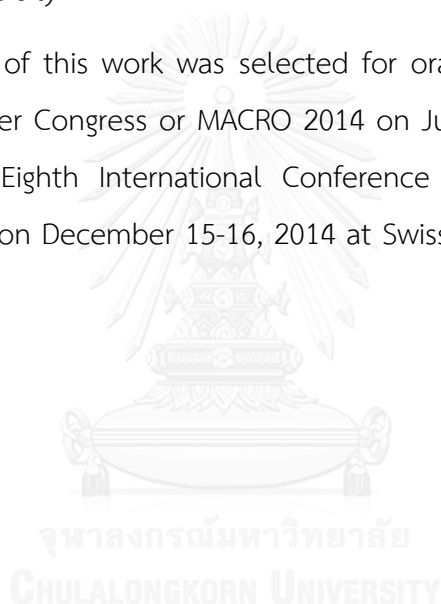 of this work was selected for ora
er Congress or MACRO 2014 on Ju
Eighth International Conference
on December 15-16, 2014 at Swiss
จุฬาลงกรณ์มหาวิทยาลัย
CHULALONGKORN UNIVERSITY